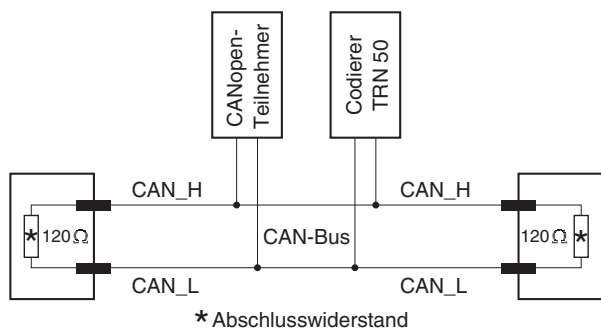 CANopen-
Teilnehmer
Codierer
TRN 50
CAN_H
CAN_H
* 120 Ω
CAN-Bus
120 Ω *
CAN_L
CAN_L
* Abschlusswiderstand